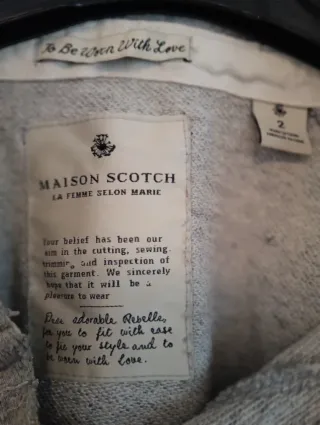 To Be Worn With Love
2
MAISON SCOTCH
LA FEMME SELON MARIE
Your belief has been our
aim in the cutting, sewing.
trimming and inspection of
this garment. We sincerely
hope that it will be a
pleasure to wear
Dear adorable Rebelle,
for you to fit with ease
to fit your style and to
be worn with love.